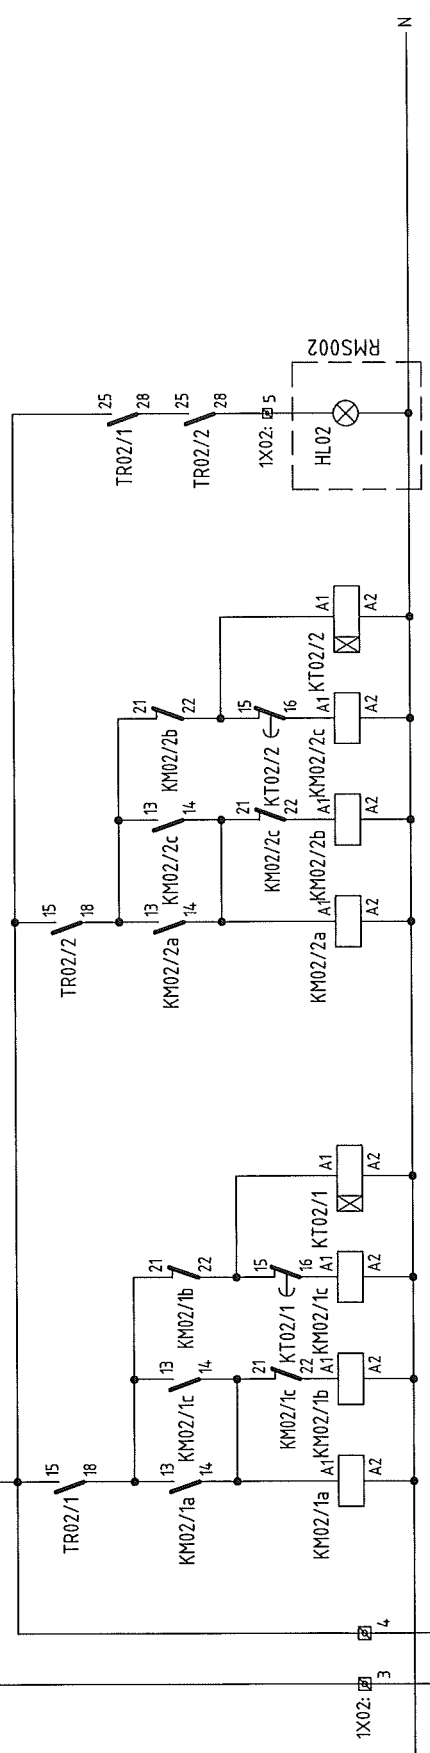 N
RMS002
25
TR02/1
28
25
TR02/2
28
1X02:
5
HL02
A1
KT02/2
A2
21
KM02/2b
22
15
KT02/2
16
A1
KM02/2c
A2
13
KM02/2c
14
21
KM02/2c
22
A1
KM02/2b
A2
15
TR02/2
18
13
KM02/2a
14
A1
KM02/2a
A2
A1
KT02/1
A2
21
KM02/1b
22
15
KT02/1
16
A1
KM02/1c
A2
13
KM02/1c
14
21
KM02/1c
22
A1
KM02/1b
A2
15
TR02/1
18
13
KM02/1a
14
A1
KM02/1a
A2
4
1X02:
3